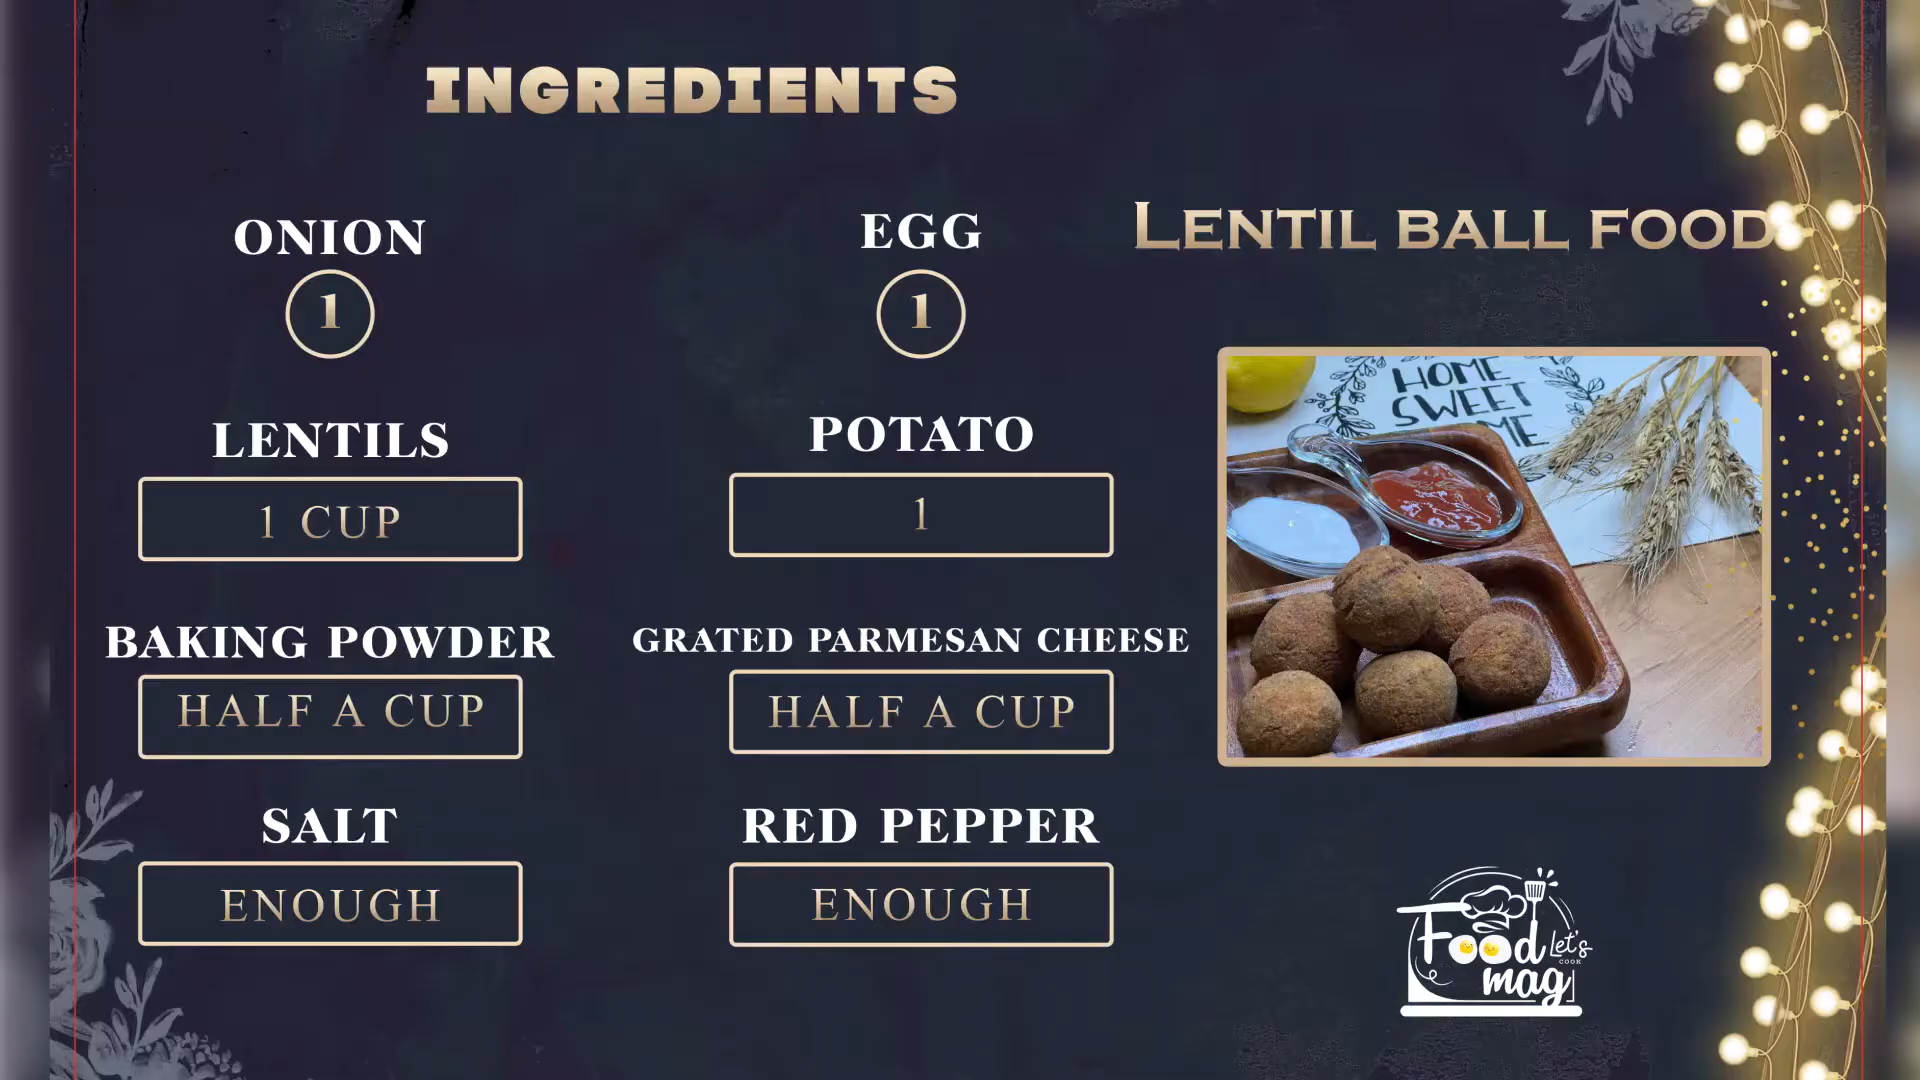 INGREDIENTS
ONION
1
EGG
1
LENTILS
1 CUP
POTATO
1
BAKING POWDER
HALF A CUP
GRATED PARMESAN CHEESE
HALF A CUP
SALT
ENOUGH
RED PEPPER
ENOUGH
LENTIL BALL FOOD
HOME
SWEET
ME
Food Let's
COOK
mag